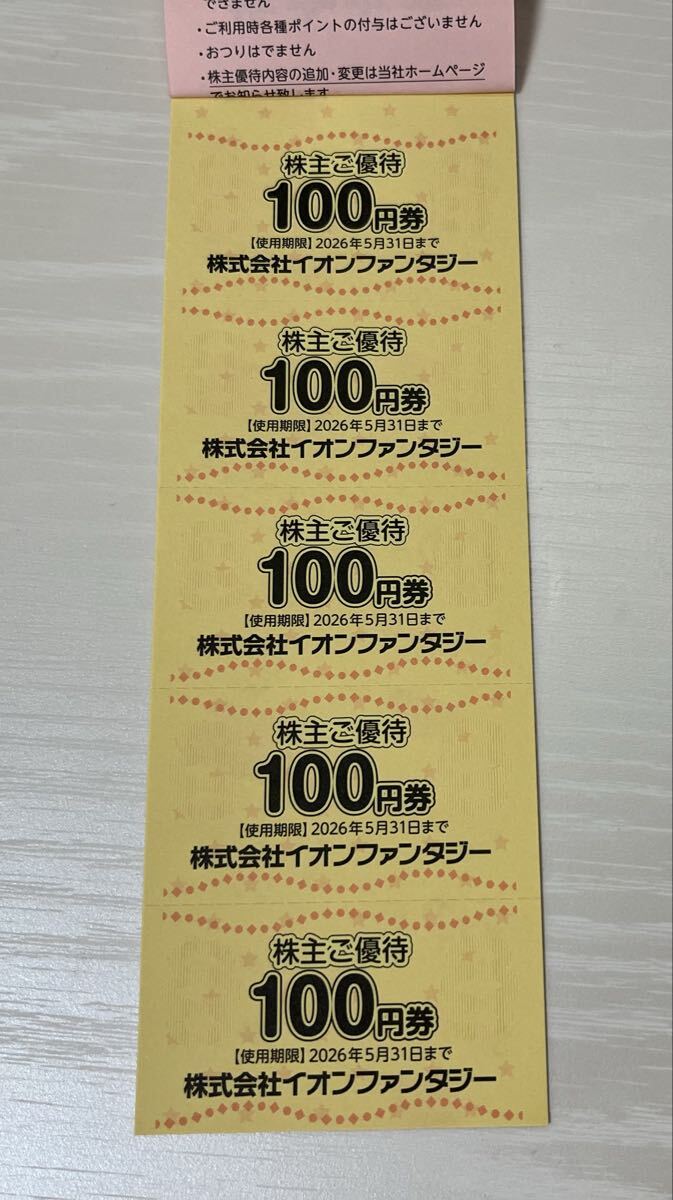 できません
・ご利用時各種ポイントの付与はございません
・おつりはでません
・株主優待内容の追加・変更は当社ホームページ
でお知らせ致します
株主ご優待
100円券
【使用期限】2026年5月31日まで
株式会社イオンファンタジー
株主ご優待
100円券
【使用期限】2026年5月31日まで
株式会社イオンファンタジー
株主ご優待
100円券
【使用期限】2026年5月31日まで
株式会社イオンファンタジー
株主ご優待
100円券
【使用期限】2026年5月31日まで
株式会社イオンファンタジー
株主ご優待
100円券
【使用期限】2026年5月31日まで
株式会社イオンファンタジー